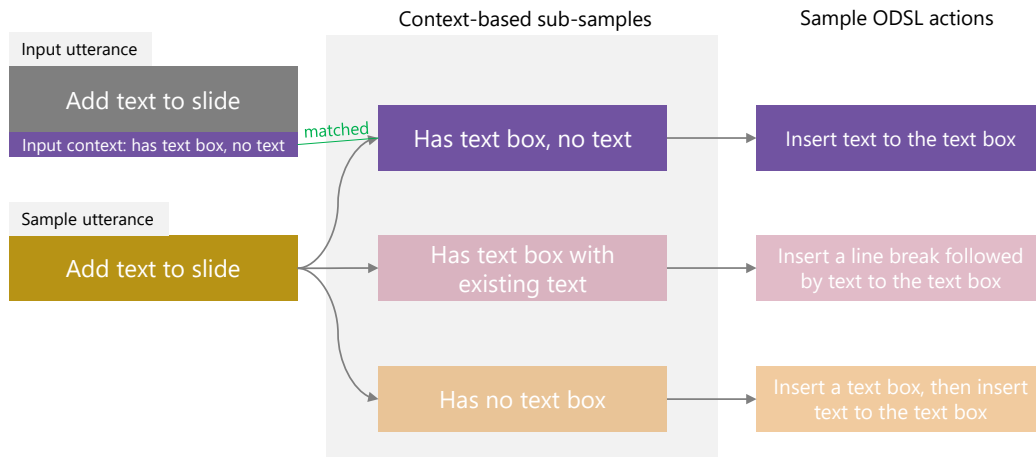 Context-based sub-samples
Sample ODSL actions
Input utterance
Add text to slide
Input context: has text box, no text
matched
Has text box, no text
Insert text to the text box
Sample utterance
Add text to slide
Has text box with
existing text
Insert a line break followed
by text to the text box
Has no text box
Insert a text box, then insert
text to the text box